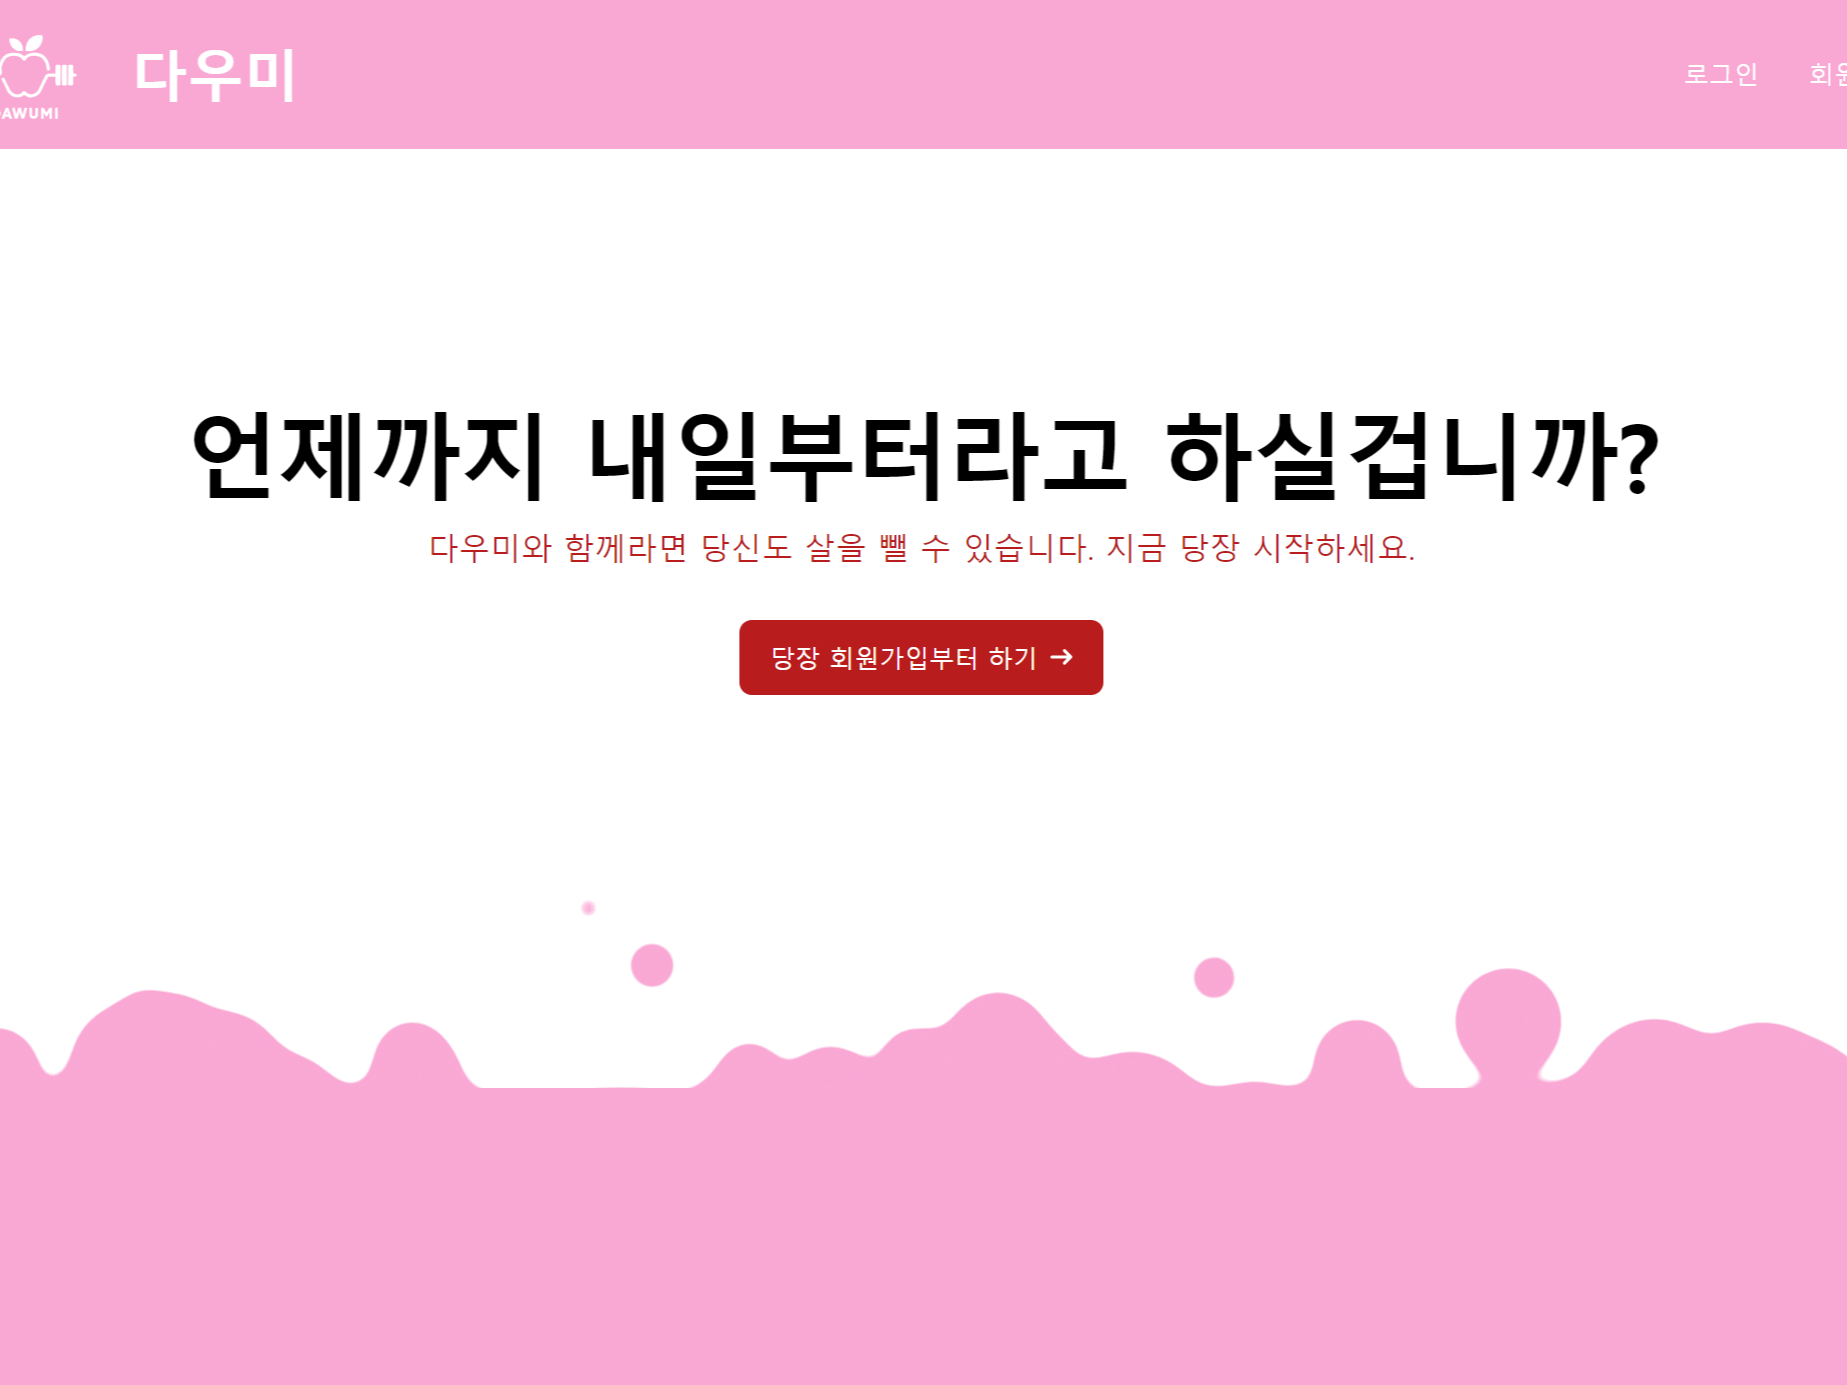 다우미
AWUMI
로그인
언제까지 내일부터라고 하실겁니까?
다우미와 함께라면 당신도 살을 뺄 수 있습니다. 지금 당장 시작하세요.
당장 회원가입부터 하기 →